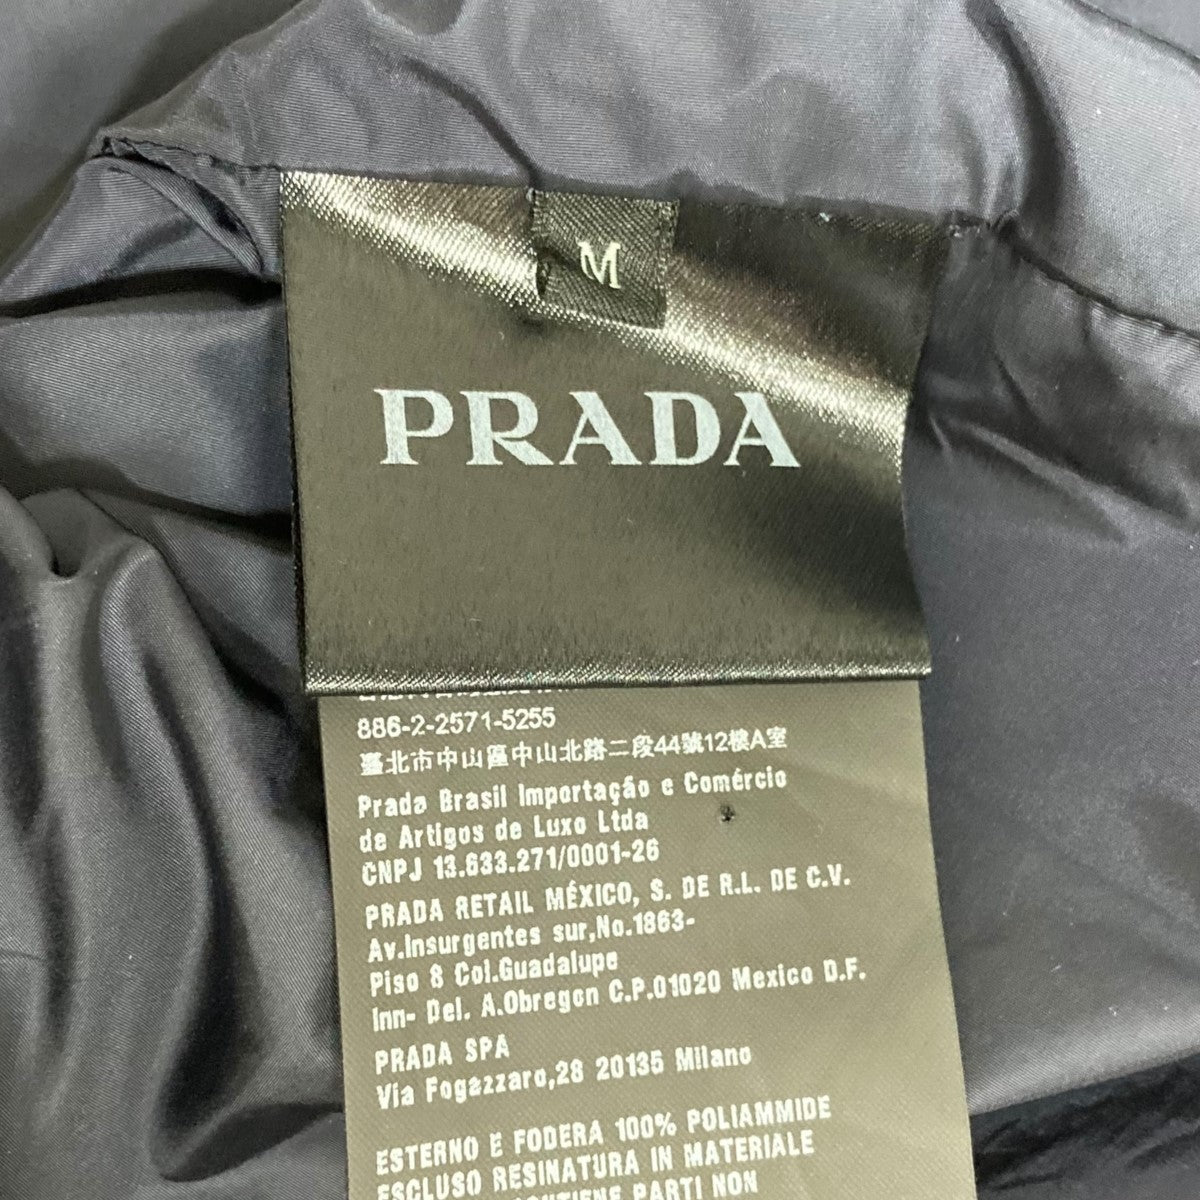 M
PRADA
886-2-2571-5255
臺北市中山區中山北路二段44號12樓A室
Prada Brasil Importação e Comércio
de Artigos de Luxo Ltda
CNPJ 13.633.271/0001-26
PRADA RETAIL MÉXICO, S. DE R.L. DE C.V.
Av.Insurgentes sur,No.1863-
Piso 8 Col.Guadalupe
Inn- Del. A.Obregon C.P.01020 Mexico D.F.
PRADA SPA
Via Fogazzaro,28 20135 Milano
ESTERNO E FODERA 100% POLIAMMIDE
ESCLUSO RESINATURA IN MATERIALE
CONTIENE PARTI NON